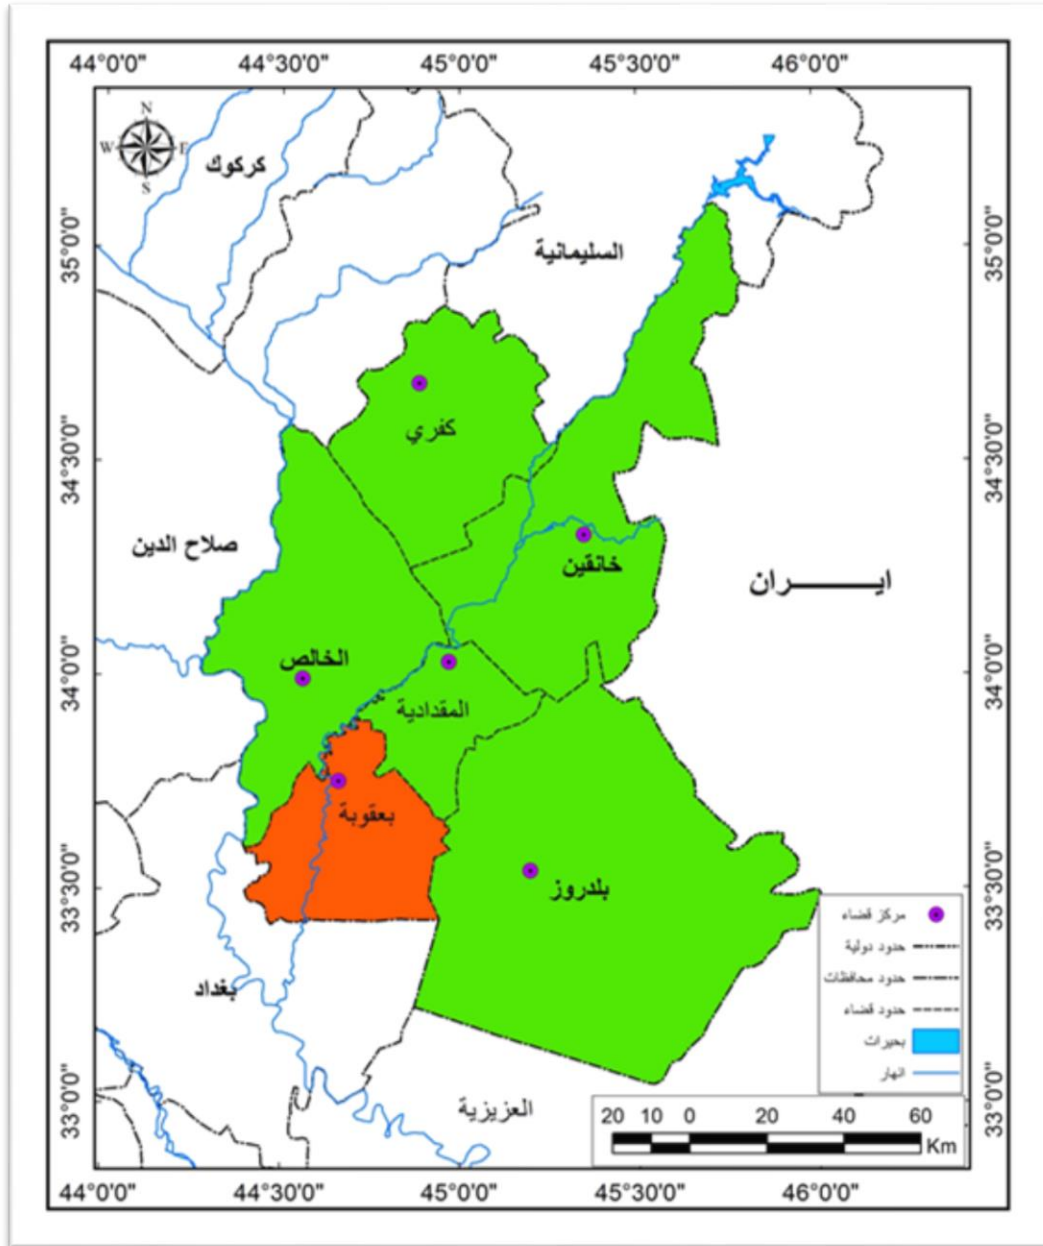 44°0'0" 44°30'0" 45°0'0" 45°30'0" 46°0'0"
N
W E
S
كركوك
السليمانية
35°0'0" 35°0'0"
كفري
34°30'0" 34°30'0"
صلاح الدين
خانقين
ايـــــــران
الخالص
34°0'0" 34°0'0"
المقدادية
بعقوبة
بلدروز
33°30'0" 33°30'0"
مركز قضاء
حدود دولية
حدود محافظات
حدود قضاء
بحيرات
انهار
بغداد
العزيزية
33°0'0" 33°0'0"
20 10 0 20 40 60
Km
44°0'0" 44°30'0" 45°0'0" 45°30'0" 46°0'0"